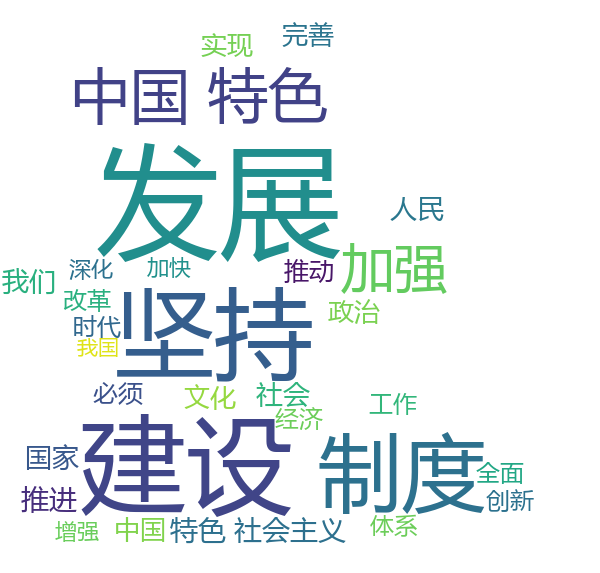 实现
完善
中国 特色
发展
人民
加强
推动
深化
加快
我们
改革
政治
时代
坚持
我国
必须
文化
社会
工作
经济
建设
制度
国家
全面
推进
创新
增强
中国
特色 社会主义
体系